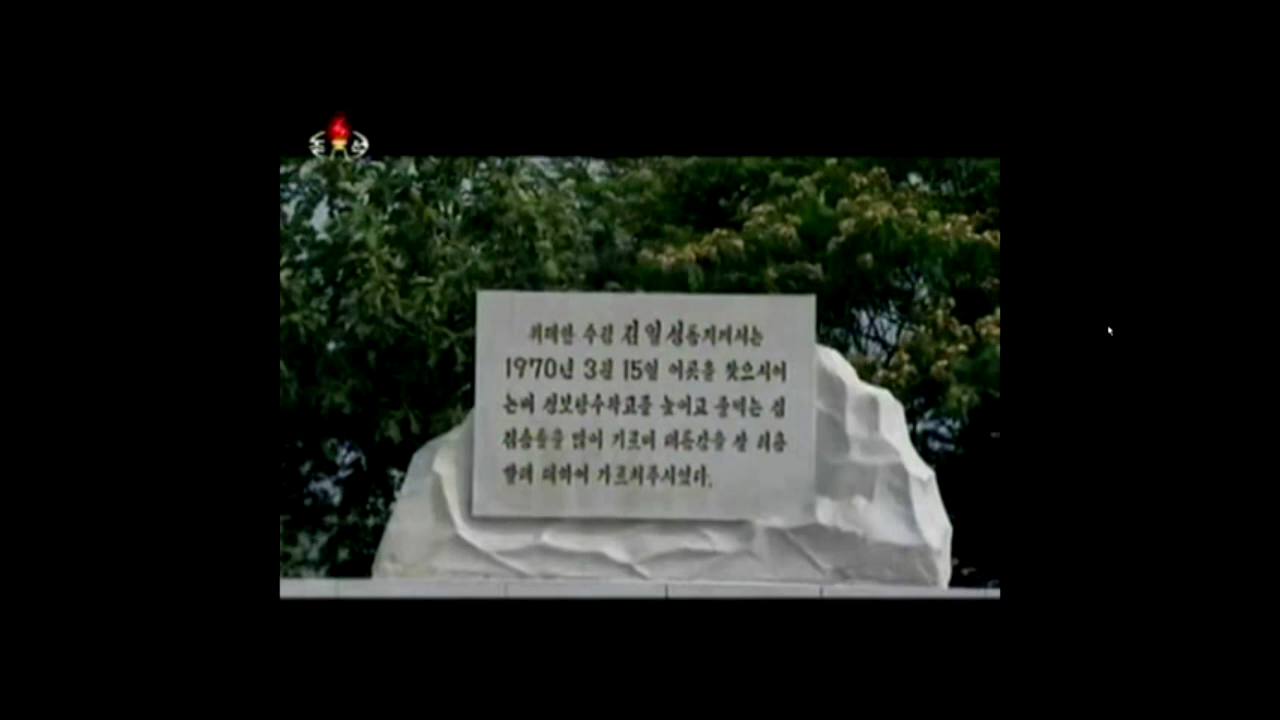 위대한 수령 김일성동지께서는
1970년 3월 15일 이곳을 찾으시여
논벼 정보당수확고를 높이고 풀먹는 집
짐승들을 많이 기르며 대동강을 잘 리용
할데 대하여 가르쳐주시였다.